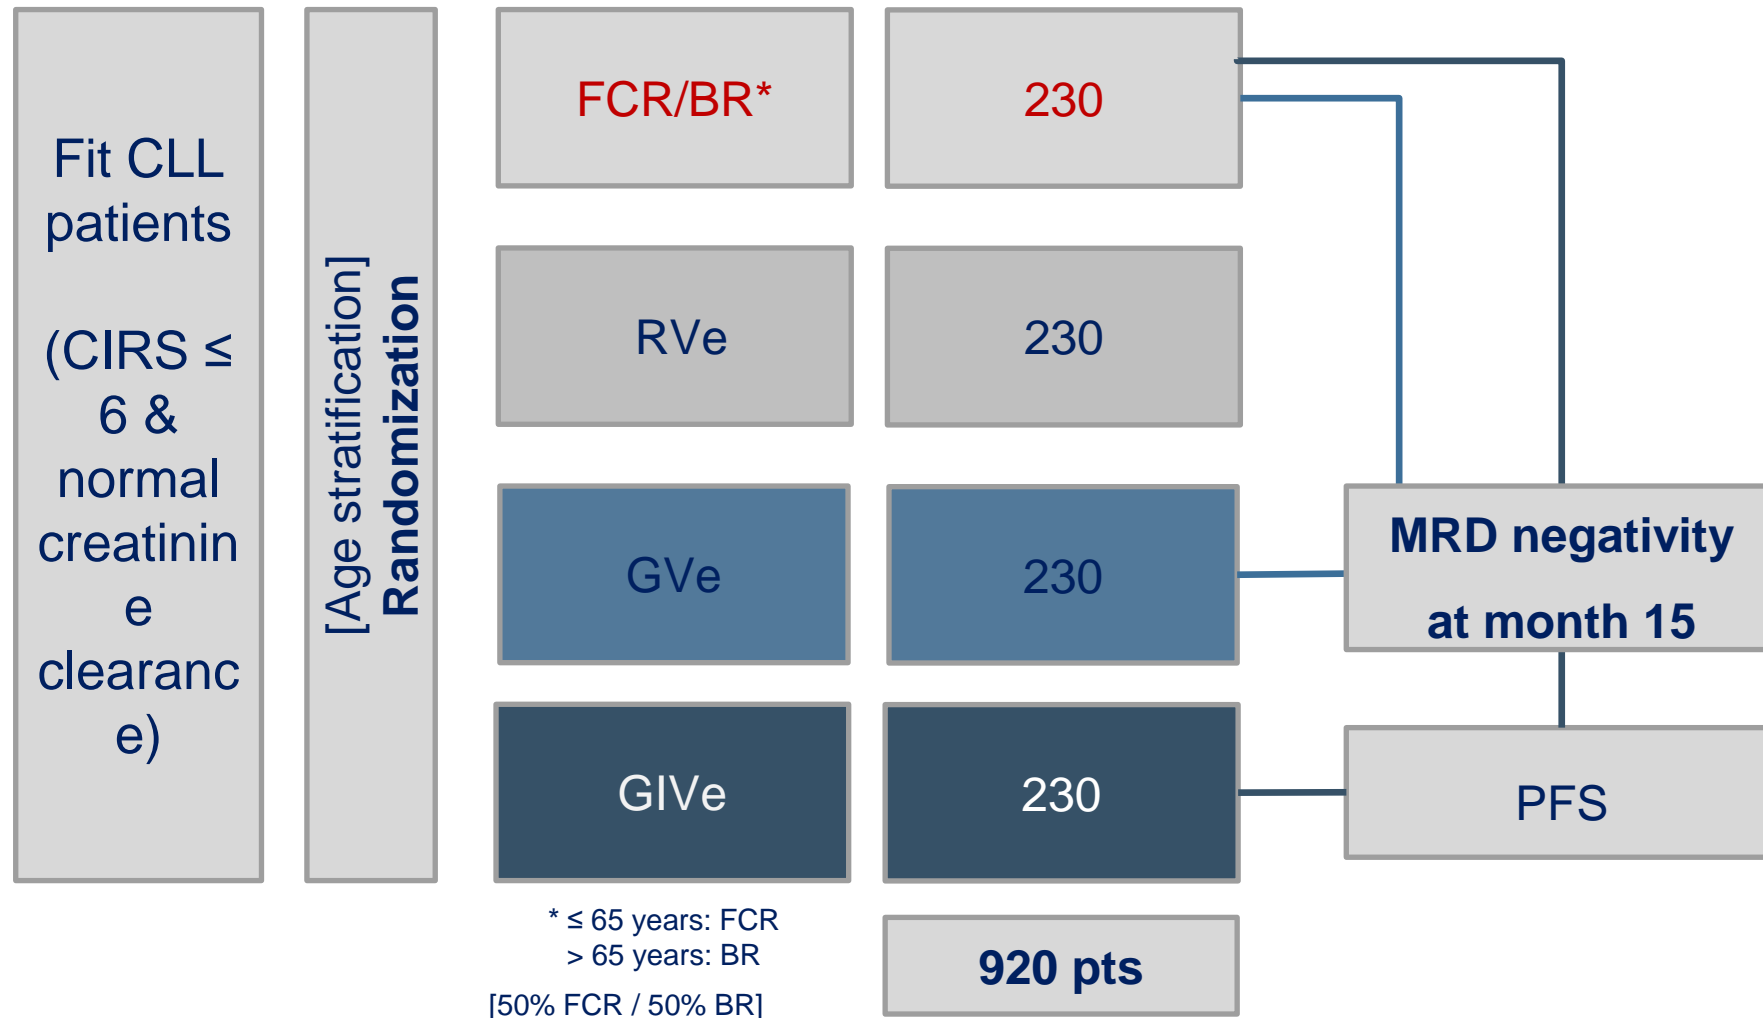 Fit CLL
patients
(CIRS ≤
6 &
normal
creatinin
e
clearanc
e)
[Age stratification]
Randomization
FCR/BR*
230
RVe
230
GVe
230
GIVe
230
MRD negativity
at month 15
PFS
* ≤ 65 years: FCR
> 65 years: BR
[50% FCR / 50% BR]
920 pts